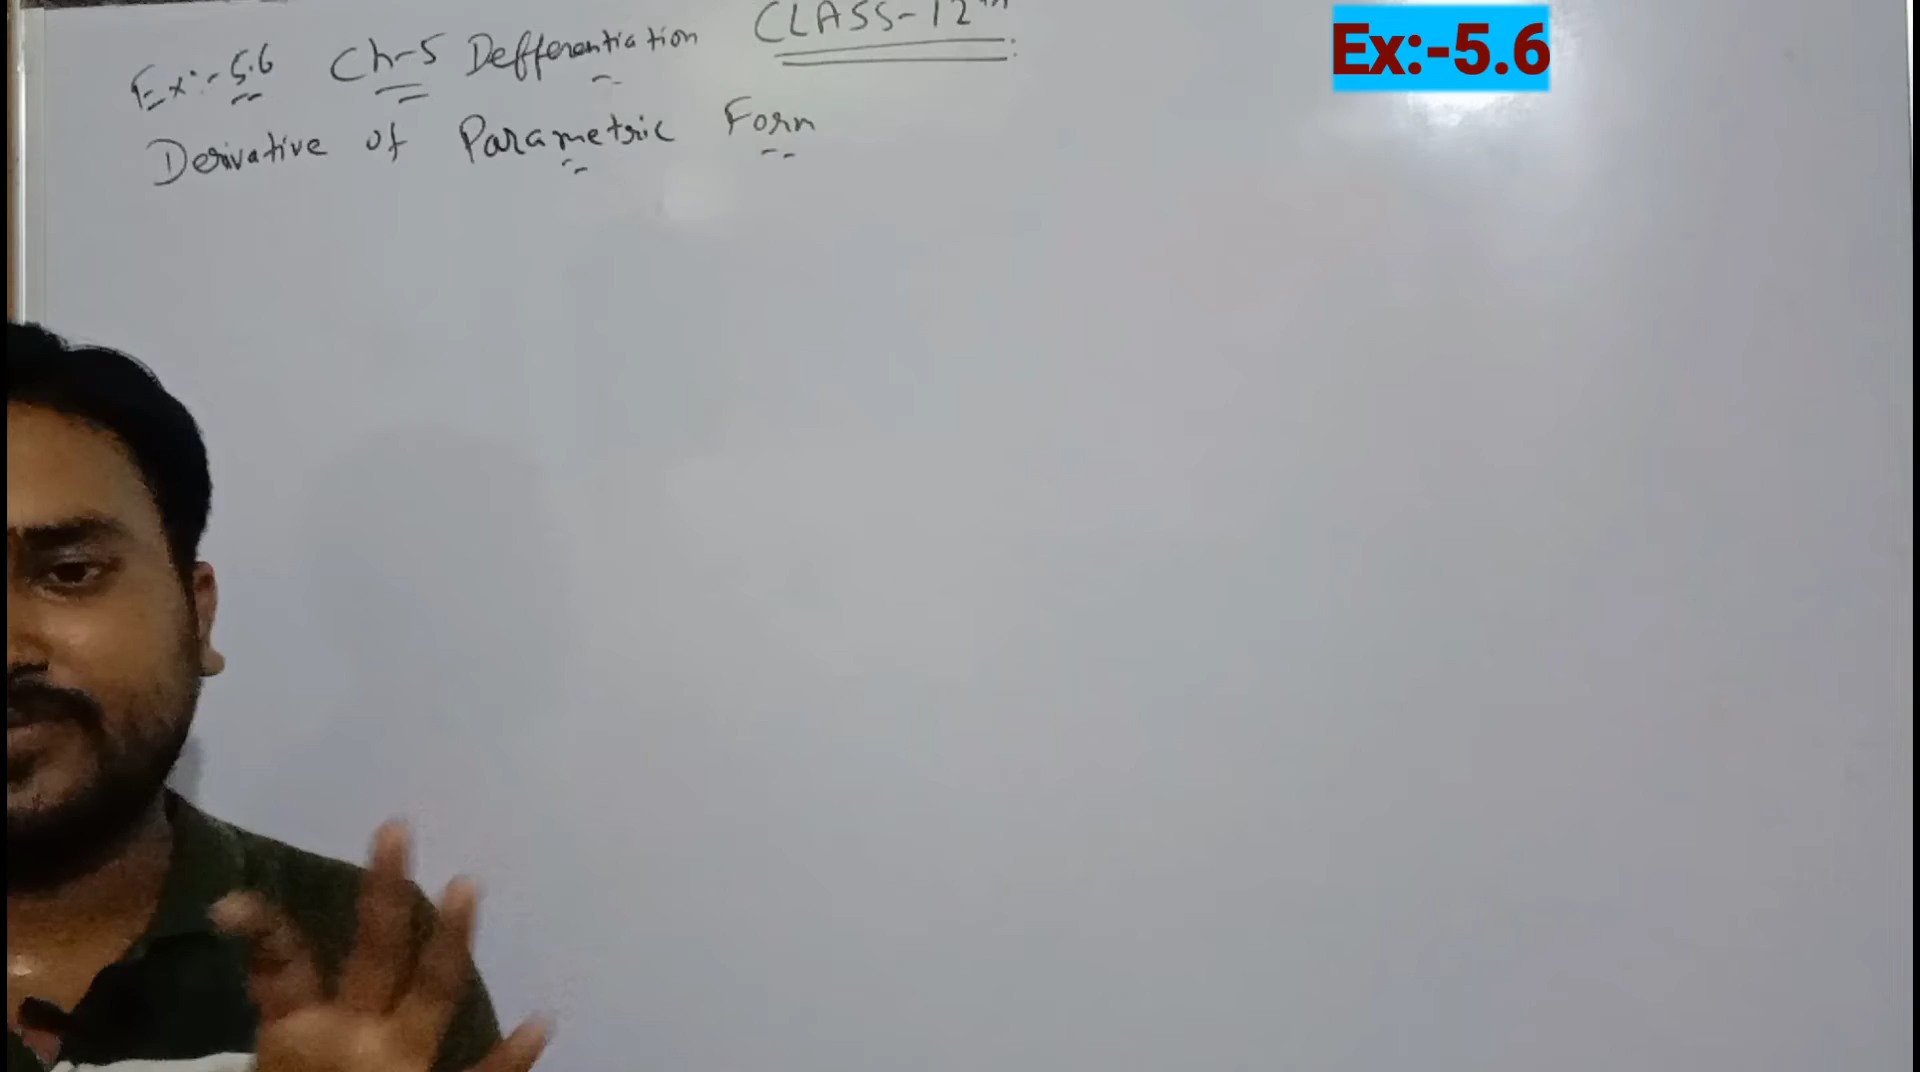 CLASS-12th
Ex:-5.6
Ex:-5.6 Ch-5 Defferentiation
Derivative of Parametric Form